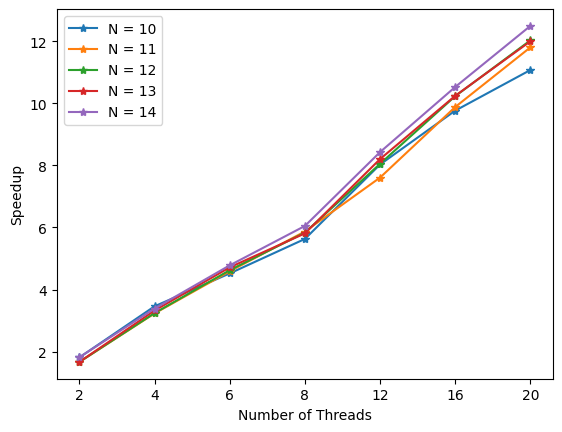 N = 10
N = 11
N = 12
N = 13
N = 14
12
10
8
6
4
2
Speedup
2 4 6 8 12 16 20
Number of Threads